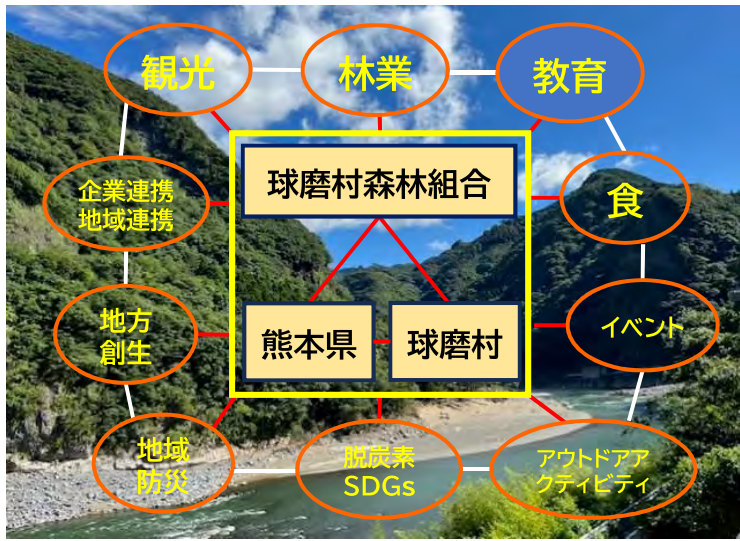 観光
林業
教育
企業連携
地域連携
球磨村森林組合
食
地方
創生
熊本県
球磨村
イベント
地域
防災
脱炭素
SDGs
アウトドアア
クティビティ